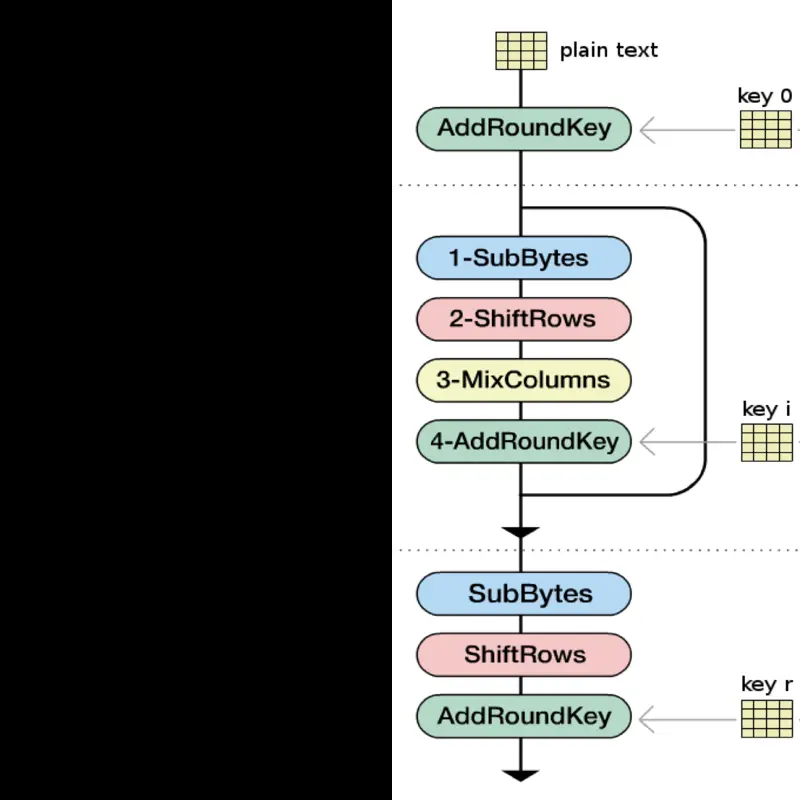 plain text
key 0
AddRoundKey
1-SubBytes
2-ShiftRows
3-MixColumns
key i
4-AddRoundKey
SubBytes
ShiftRows
key r
AddRoundKey